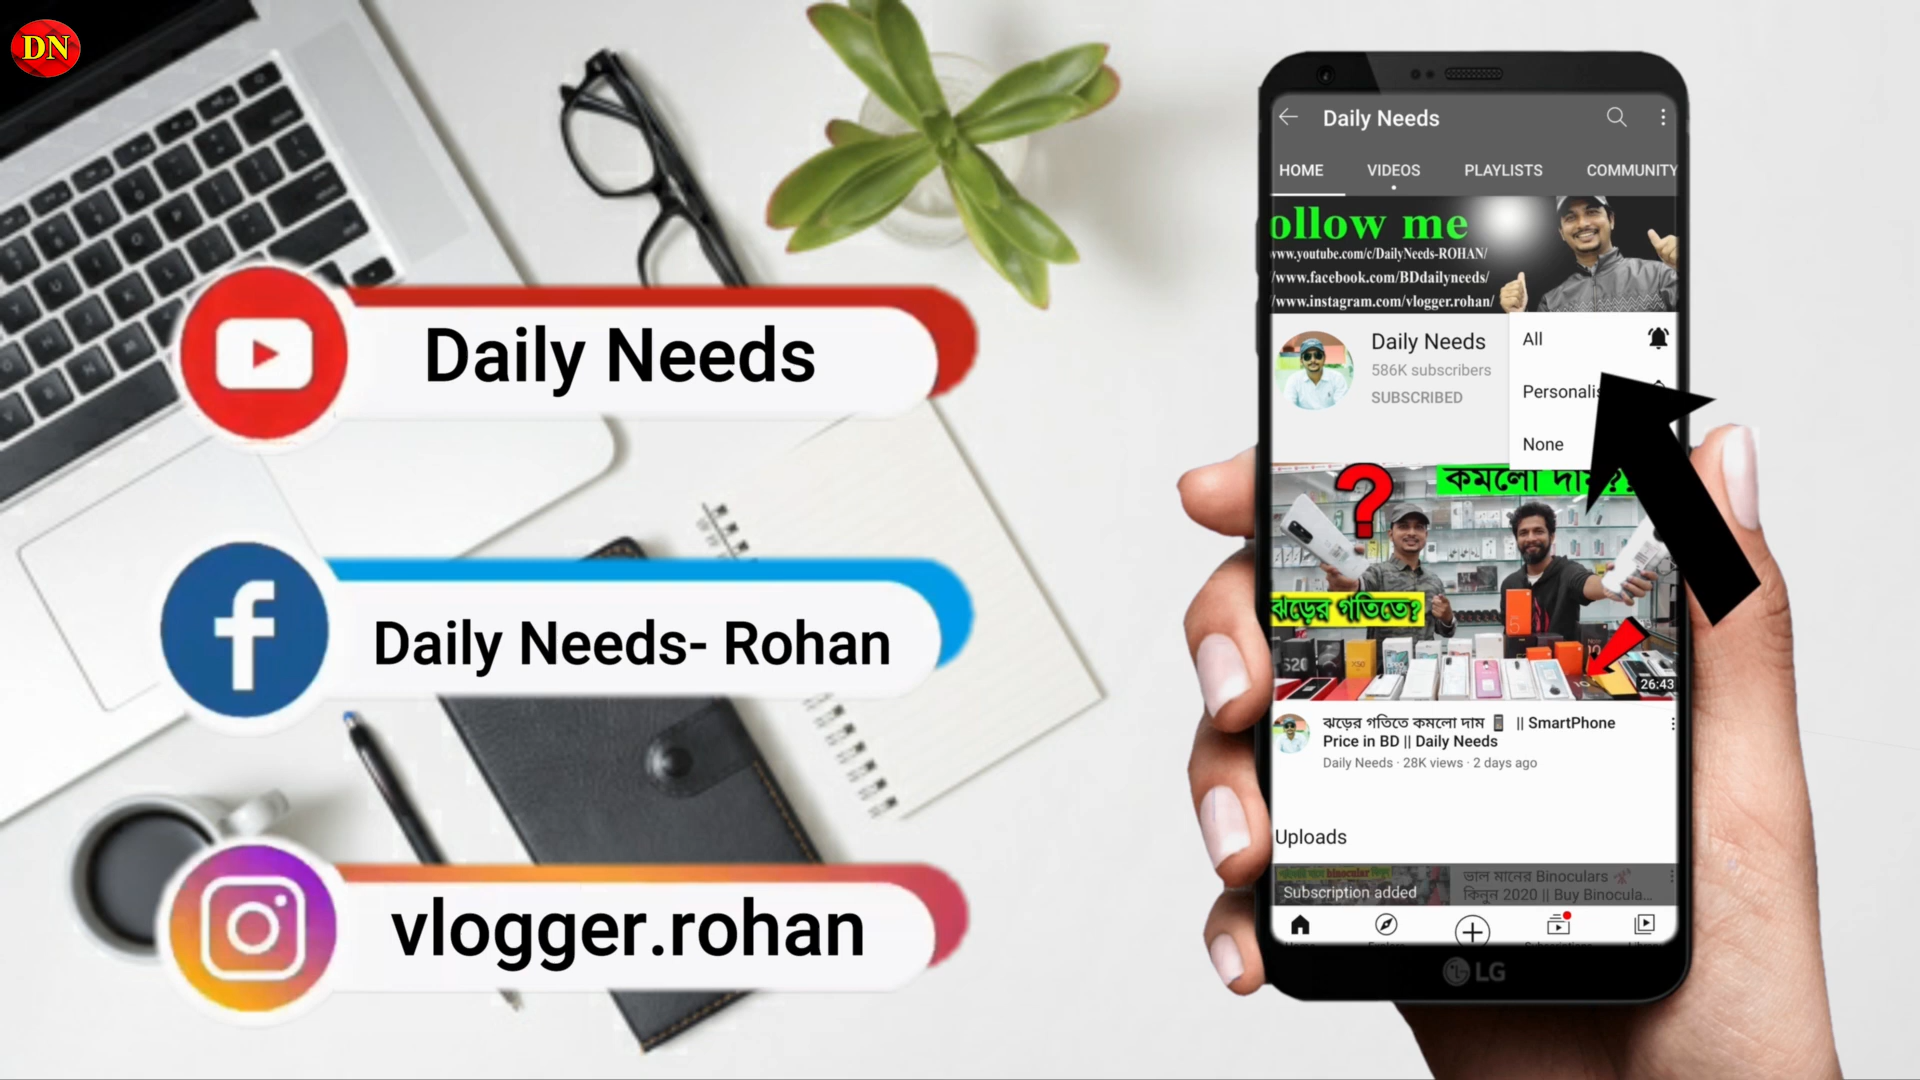 DN
Daily Needs
Daily Needs- Rohan
vlogger.rohan
Daily Needs
HOME VIDEOS PLAYLISTS COMMUNITY
ollow me
www.youtube.com/c/DailyNeeds-ROHAN/
/www.facebook.com/BDdailyneeds/
/www.instagram.com/vlogger.rohan/
Daily Needs
586K subscribers
SUBSCRIBED
All
Personalis
None
?
কমলো দাম??
ঝড়ের গতিতে?
S20
26:43
ঝড়ের গতিতে কমলো দাম || SmartPhone
Price in BD || Daily Needs
Daily Needs · 28K views · 2 days ago
Uploads
ভাল মানের Binoculars
কিনুন 2020 || Buy Binocula...
Subscription added
LG